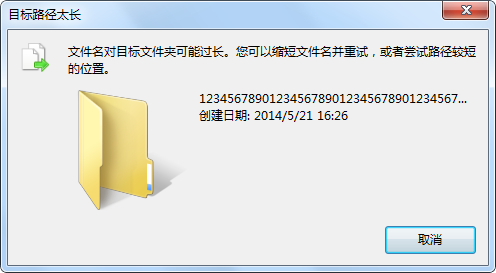 目标路径太长
文件名对目标文件夹可能过长。您可以缩短文件名并重试，或者尝试路径较短
的位置。
1234567890123456789012345678901234567...
创建日期: 2014/5/21 16:26
取消